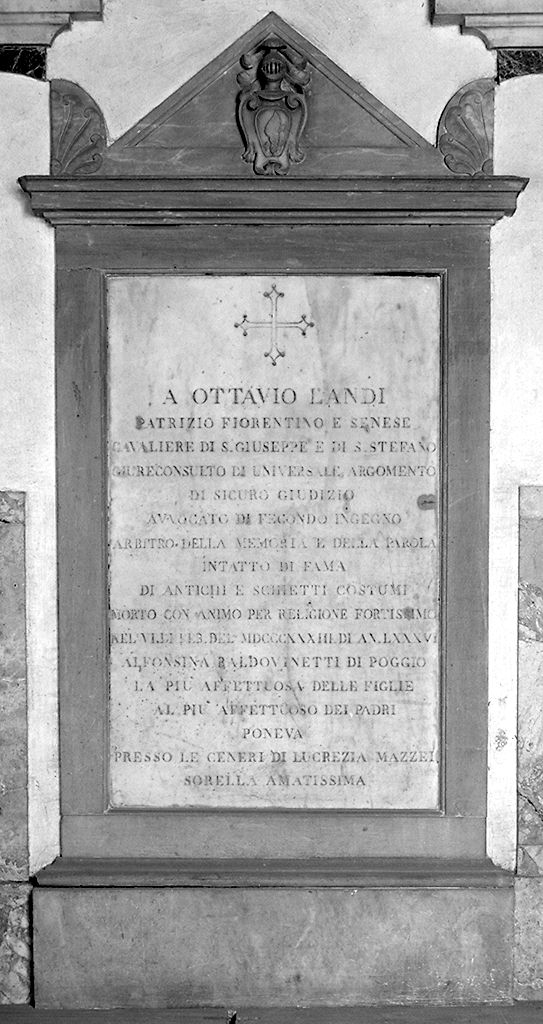 A OTTAVIO LANDI
PATRIZIO FIORENTINO E SENESE
CAVALIERE DI S. GIUSEPPE E DI S. STEFANO
GIURECONSULTO DI UNIVERSALE ARGOMENTO
DI SICURO GIUDIZIO
AVVOCATO DI FECONDO INGEGNO
ARBITRO DELLA MEMORIA E DELLA PAROLA
INTATTO DI FAMA
DI ANTICHI E SCHIETTI COSTUMI
MORTO CON ANIMO PER RELIGIONE FORTISSIMO
NEL VI. DI FEB. DEL MDCCCXXXIII. DI AN. LXXXVI
ALFONSINA BALDOVINETTI DI POGGIO
LA PIU AFFETTUOSA DELLE FIGLIE
AL PIU AFFETTUOSO DEI PADRI
PONEVA
PRESSO LE CENERI DI LUCREZIA MAZZEI
SORELLA AMATISSIMA